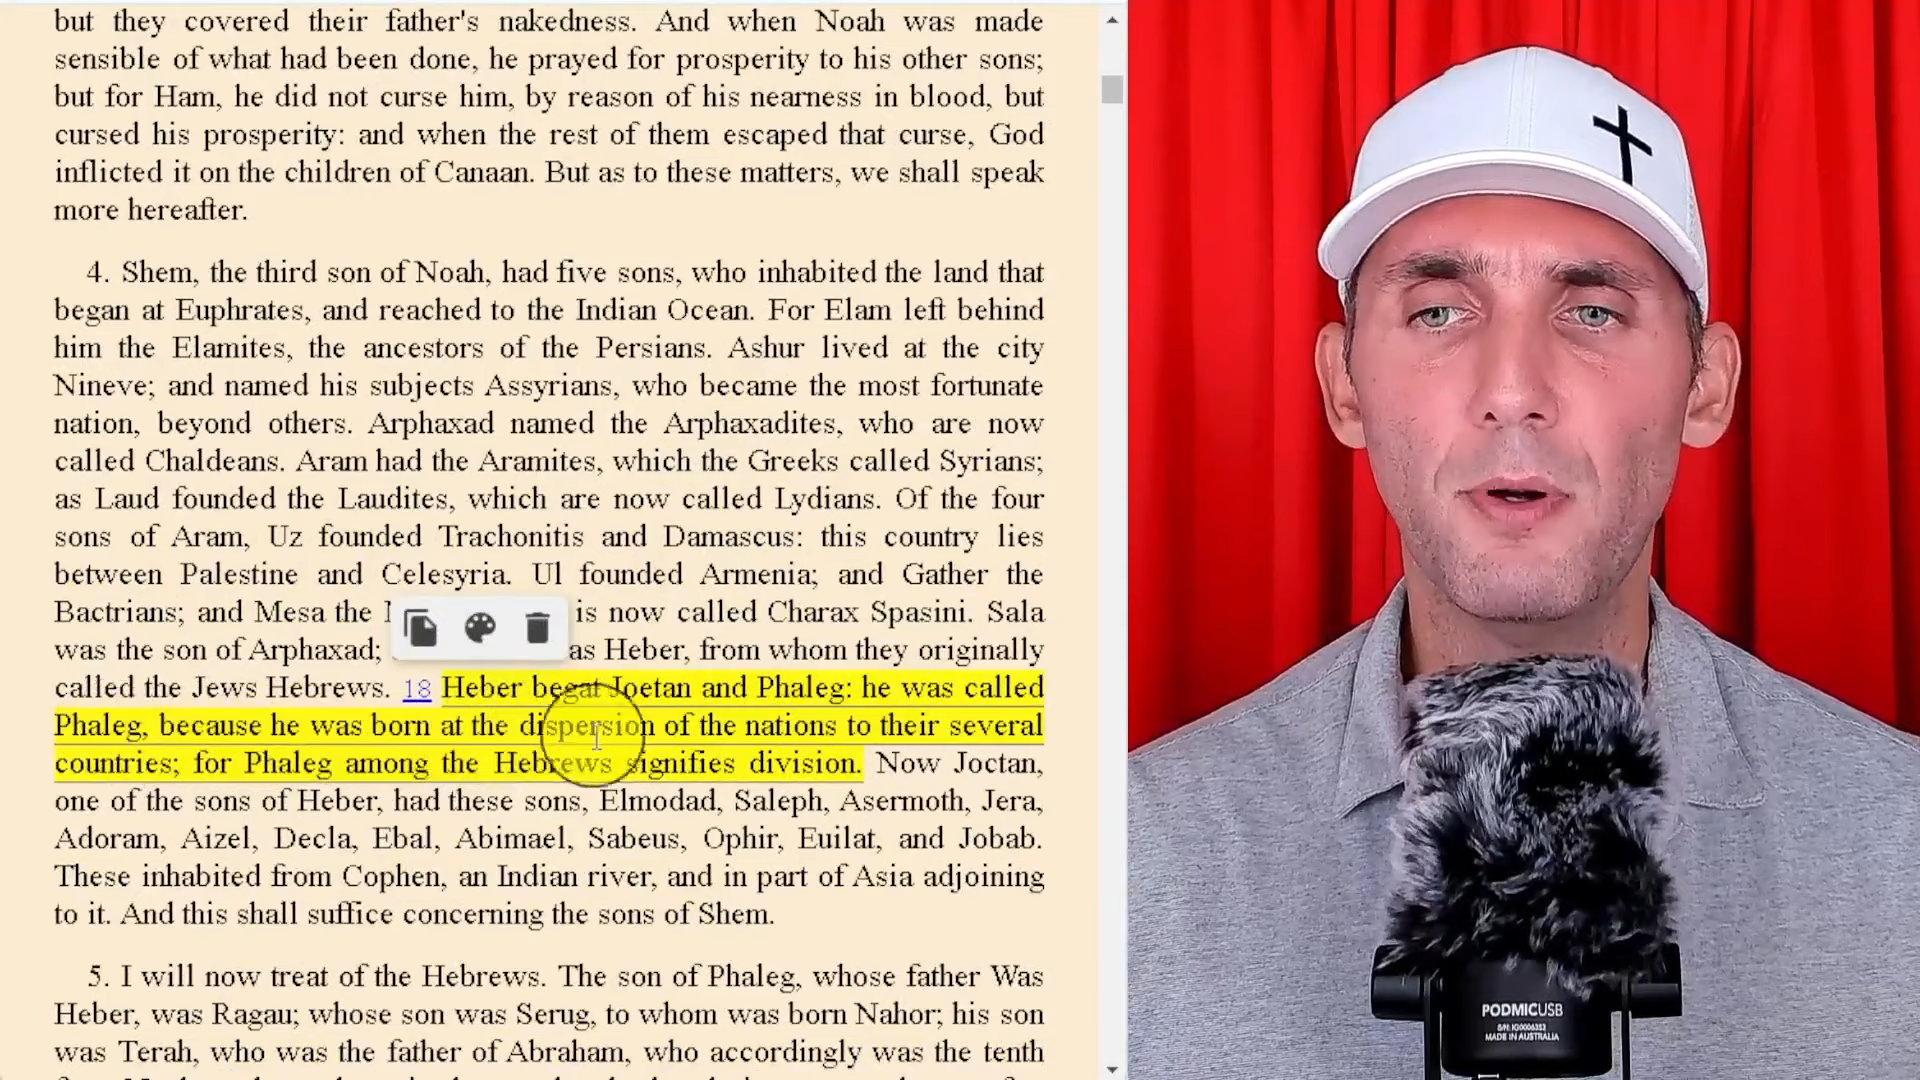 but they covered their father's nakedness. And when Noah was made
sensible of what had been done, he prayed for prosperity to his other sons;
but for Ham, he did not curse him, by reason of his nearness in blood, but
cursed his prosperity: and when the rest of them escaped that curse, God
inflicted it on the children of Canaan. But as to these matters, we shall speak
more hereafter.
4. Shem, the third son of Noah, had five sons, who inhabited the land that
began at Euphrates, and reached to the Indian Ocean. For Elam left behind
him the Elamites, the ancestors of the Persians. Ashur lived at the city
Nineve; and named his subjects Assyrians, who became the most fortunate
nation, beyond others. Arphaxad named the Arphaxadites, who are now
called Chaldeans. Aram had the Aramites, which the Greeks called Syrians;
as Laud founded the Laudites, which are now called Lydians. Of the four
sons of Aram, Uz founded Trachonitis and Damascus: this country lies
between Palestine and Celesyria. Ul founded Armenia; and Gather the
Bactrians; and Mesa the is now called Charax Spasini. Sala
was the son of Arphaxad; as Heber, from whom they originally
called the Jews Hebrews. 18 Heber begat Joetan and Phaleg: he was called
Phaleg, because he was born at the dispersion of the nations to their several
countries; for Phaleg among the Hebrews signifies division. Now Joctan,
one of the sons of Heber, had these sons, Elmodad, Saleph, Asermoth, Jera,
Adoram, Aizel, Decla, Ebal, Abimael, Sabeus, Ophir, Euilat, and Jobab.
These inhabited from Cophen, an Indian river, and in part of Asia adjoining
to it. And this shall suffice concerning the sons of Shem.
5. I will now treat of the Hebrews. The son of Phaleg, whose father Was
Heber, was Ragau; whose son was Serug, to whom was born Nahor; his son
was Terah, who was the father of Abraham, who accordingly was the tenth
PODMICUSB
MADE IN AUSTRALIA